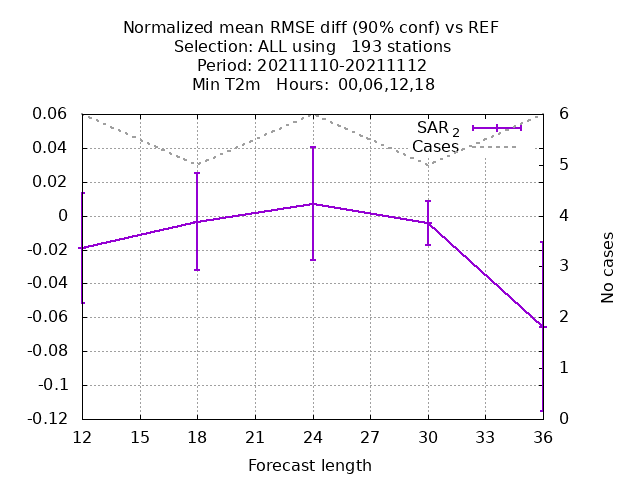 Normalized mean RMSE diff (90% conf) vs REF
Selection: ALL using   193 stations
Period: 20211110-20211112
Min T2m   Hours:  00,06,12,18
SAR 2
Cases
0.06
0.04
0.02
0
-0.02
-0.04
-0.06
-0.08
-0.1
-0.12
6
5
4
3
2
1
0
No cases
12 15 18 21 24 27 30 33 36
Forecast length